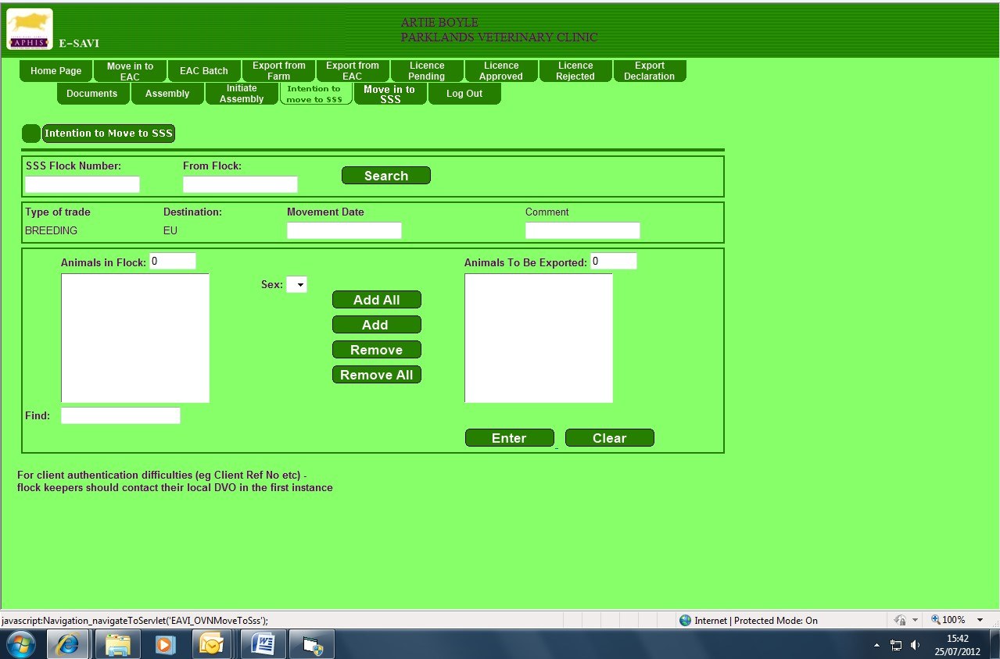 ARTIE BOYLE
PARKLANDS VETERINARY CLINIC
APHIS
E-SAVI
Home Page
Move in to
EAC
EAC Batch
Export from
Farm
Export from
EAC
Licence
Pending
Licence
Approved
Licence
Rejected
Export
Declaration
Documents
Assembly
Initiate
Assembly
Intention to
move to SSS
Move in to
SSS
Log Out
Intention to Move to SSS
SSS Flock Number:
From Flock:
Search
Type of trade
Destination:
Movement Date
Comment
BREEDING
EU
Animals in Flock: 0
Animals To Be Exported: 0
Sex:
Add All
Add
Remove
Remove All
Find:
Enter
Clear
For client authentication difficulties (eg Client Ref No etc) -
flock keepers should contact their local DVO in the first instance
javascript:Navigation_navigateToServlet('EAVI_OVNMoveToSss');
Internet | Protected Mode: On
100%
15:42
25/07/2012